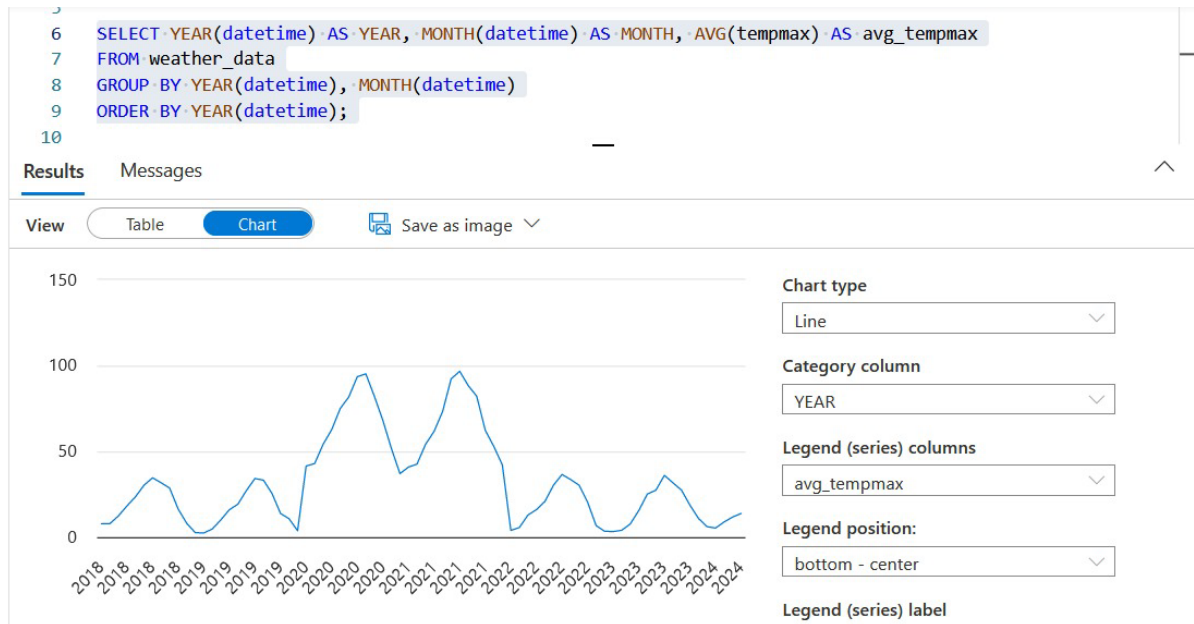 6 SELECT YEAR(datetime) AS YEAR, MONTH(datetime) AS MONTH, AVG(tempmax) AS avg_tempmax
7 FROM weather_data
8 GROUP BY YEAR(datetime), MONTH(datetime)
9 ORDER BY YEAR(datetime);
10
Results Messages
View Table Chart Save as image
150
100
50
0
2018 2018 2018 2018 2019 2019 2019 2019 2020 2020 2020 2020 2021 2021 2021 2021 2022 2022 2022 2022 2023 2023 2023 2023 2024 2024
Chart type
Line
Category column
YEAR
Legend (series) columns
avg_tempmax
Legend position:
bottom - center
Legend (series) label